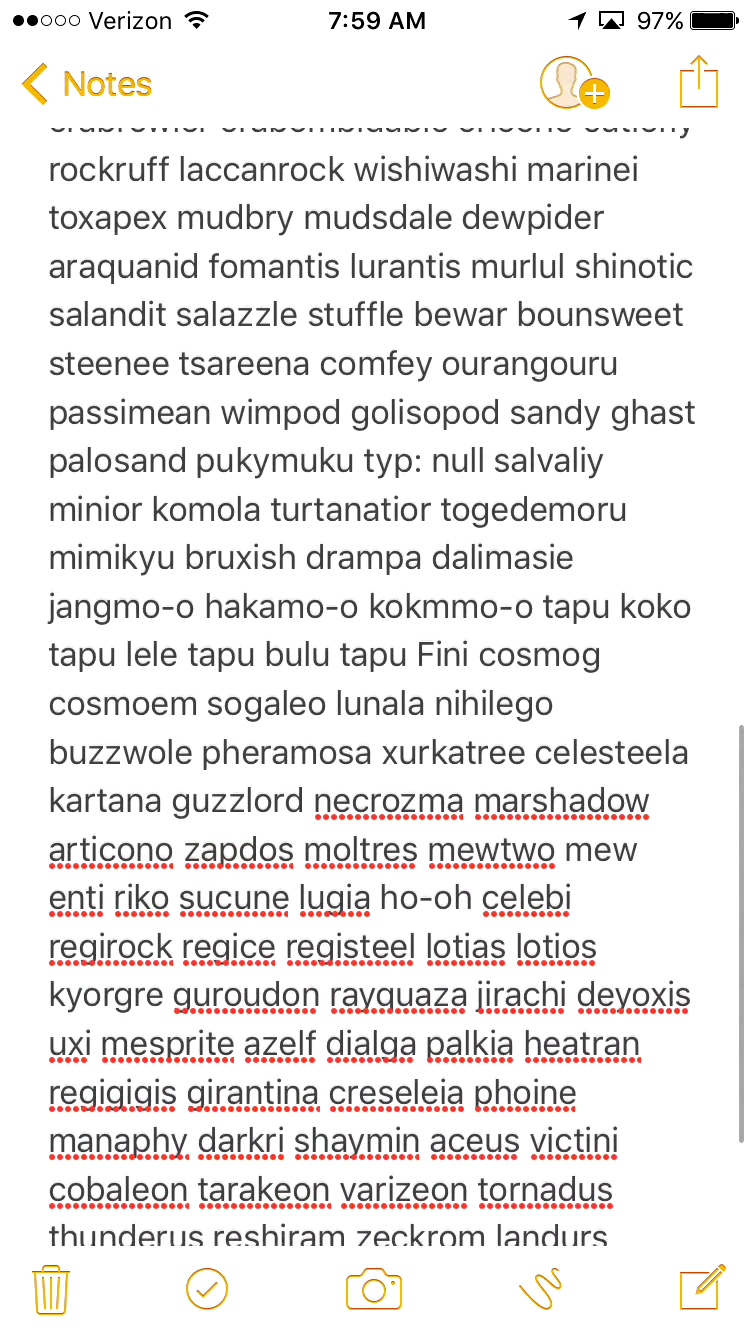 Verizon 7:59 AM 97%
Notes
rockruff laccanrock wishiwashi marinei
toxapex mudbry mudsdale dewpider
araquanid fomantis lurantis murlul shinotic
salandit salazzle stuffle bewar bounsweet
steenee tsareena comfey ourangouru
passimean wimpod golisopod sandy ghast
palosand pukymuku typ: null salvaliy
minior komola turtanatior togedemoru
mimikyu bruxish drampa dalimasie
jangmo-o hakamo-o kokmmo-o tapu koko
tapu lele tapu bulu tapu Fini cosmog
cosmoem sogaleo lunala nihilego
buzzwole pheramosa xurkatree celesteela
kartana guzzlord necrozma marshadow
articono zapdos moltres mewtwo mew
enti riko sucune lugia ho-oh celebi
regirock regice registeel lotias lotios
kyorgre guroudon rayquaza jirachi deyoxis
uxi mesprite azelf dialga palkia heatran
regigigis girantina creseleia phoine
manaphy darkri shaymin aceus victini
cobaleon tarakeon varizeon tornadus
thunderus reshiram zeckrom landurs